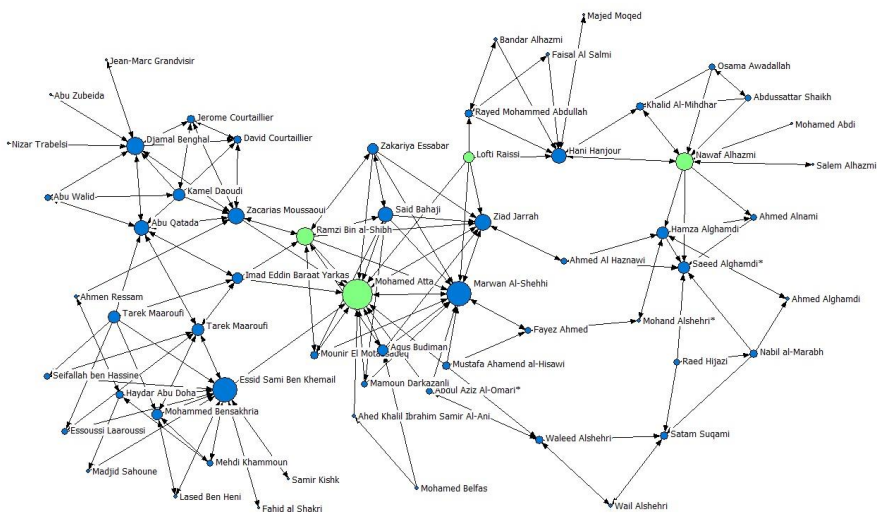 Majed Moqed
Bandar Alhazmi
Faisal Al Salmi
Jean-Marc Grandvisir
Osama Awadallah
Abu Zubeida
Abdussattar Shaikh
Khalid Al-Mihdhar
Rayed Mohammed Abdullah
Jerome Courtaillier
Mohamed Abdi
David Courtaillier
Djamal Benghal
Nizar Trabelsi
Zakariya Essabar
Lofti Raissi
Hani Hanjour
Nawaf Alhazmi
Salem Alhazmi
Kamel Daoudi
Abu Walid
Zacarias Moussaoui
Said Bahaji
Ziad Jarrah
Ahmed Alnami
Abu Qatada
Ramzi Bin al-Shibh
Hamza Alghamdi
Ahmed Al Haznawi
Saeed Alghamdi*
Imad Eddin Baraat Yarkas
Mohamed Atta
Marwan Al-Shehhi
Ahmen Ressam
Ahmed Alghamdi
Tarek Maaroufi
Tarek Maaroufi
Fayez Ahmed
Mohand Alshehri*
Agus Budiman
Mounir El
Nabil al-Marabh
Raed Hijazi
Mustafa Ahamend al-Hisawi
Seifallah ben Hassine
Essid Sami Ben Khemail
Mamoun Darkazanli
Abdul Aziz Al-Omari*
Haydar Abu Doha
Mohammed Bensakhria
Ahed Khalil Ibrahim Samir Al-Ani
Essoussi Laaroussi
Waleed Alshehri
Satam Suqami
Mehdi Khammoun
Madjid Sahoune
Samir Kishk
Mohamed Belfas
Lased Ben Heni
Wail Alshehri
Fahid al Shakri